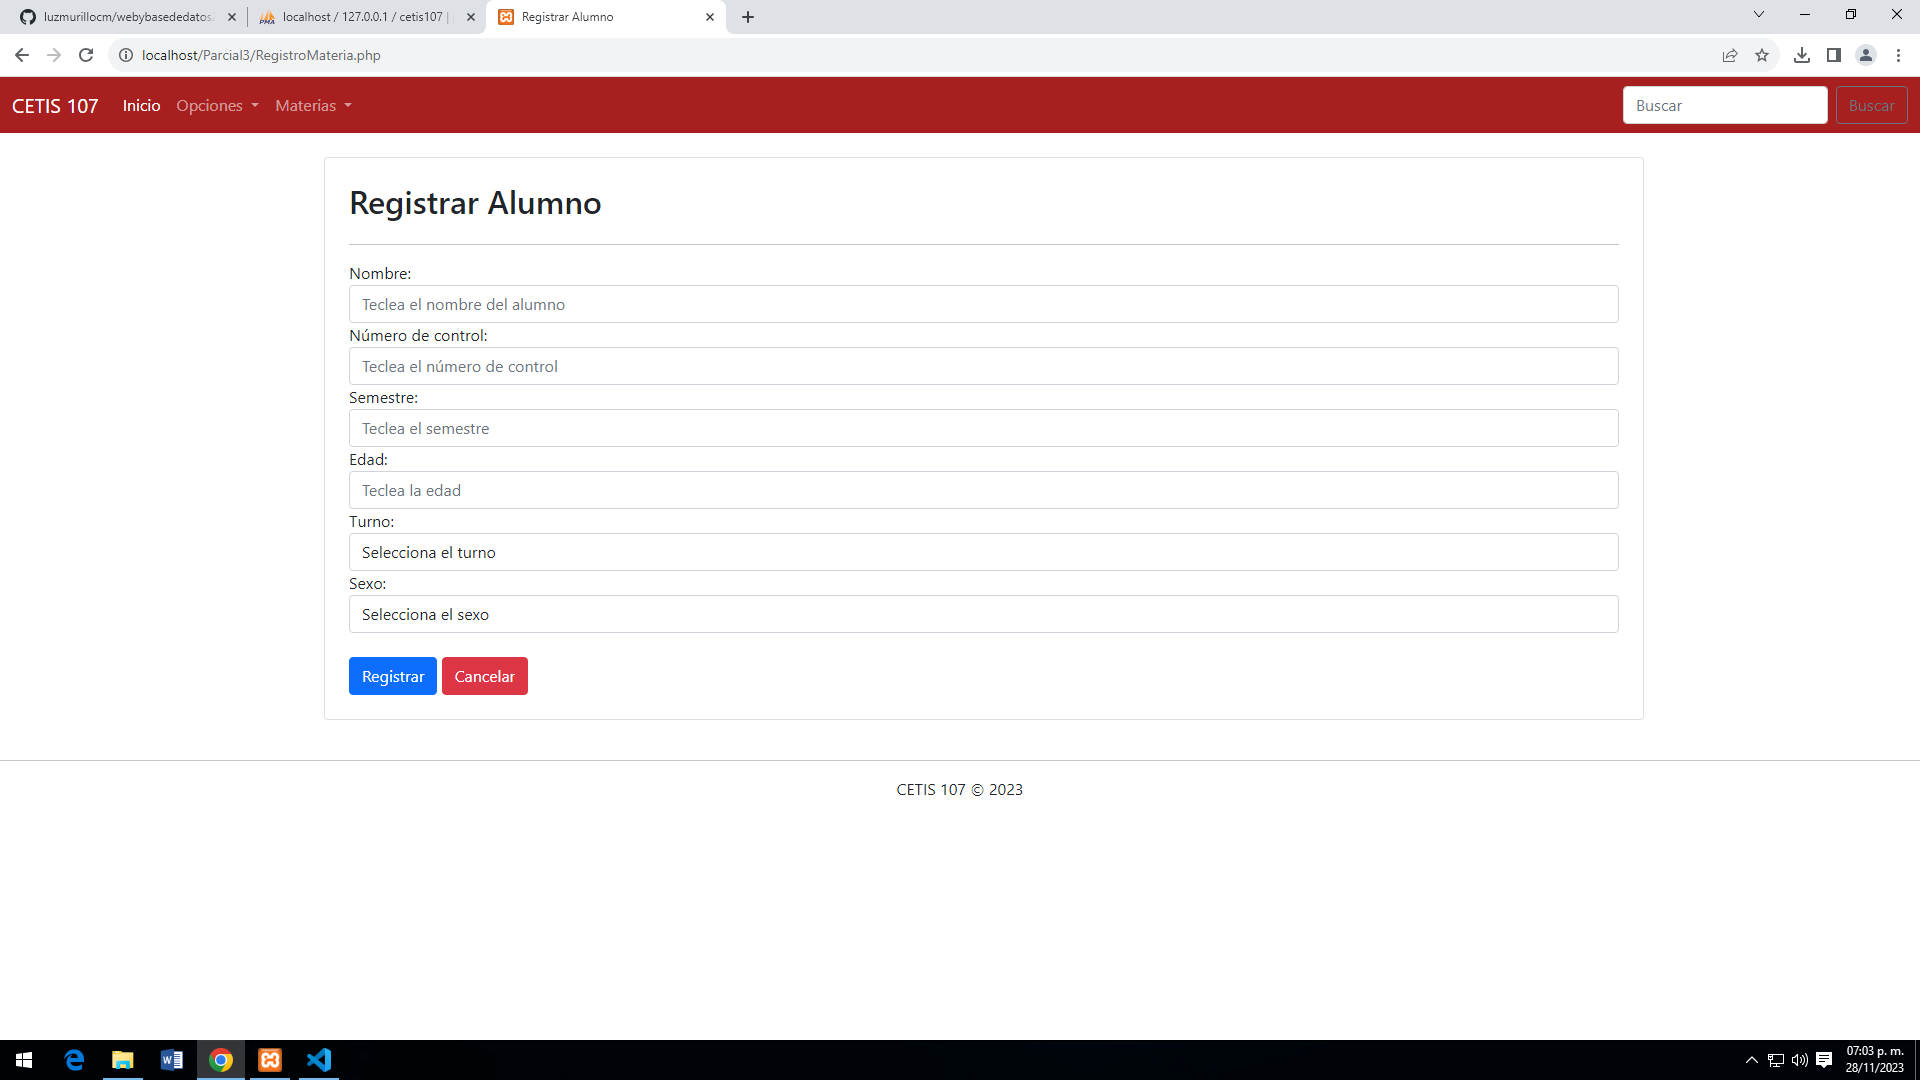 luzmurillocm/webybasededatos
localhost / 127.0.0.1 / cetis107 |
Registrar Alumno
localhost/Parcial3/RegistroMateria.php
CETIS 107 Inicio Opciones Materias Buscar Buscar
Registrar Alumno
Nombre:
Teclea el nombre del alumno
Número de control:
Teclea el número de control
Semestre:
Teclea el semestre
Edad:
Teclea la edad
Turno:
Selecciona el turno
Sexo:
Selecciona el sexo
Registrar Cancelar
CETIS 107 © 2023
07:03 p. m.
28/11/2023